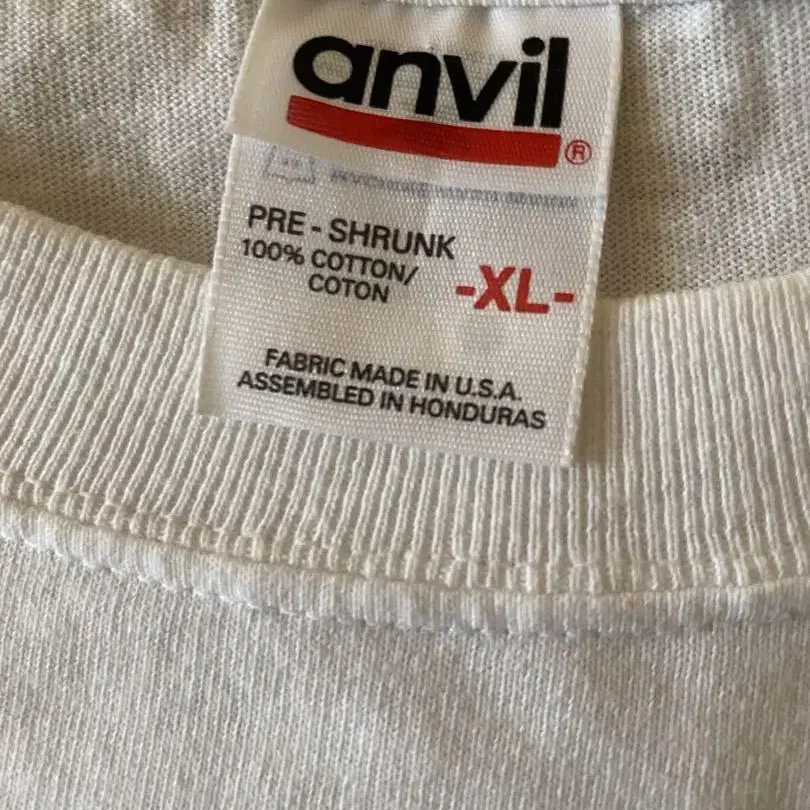 anvil
®
PRE - SHRUNK
100% COTTON/
COTON
-XL-
FABRIC MADE IN U.S.A.
ASSEMBLED IN HONDURAS